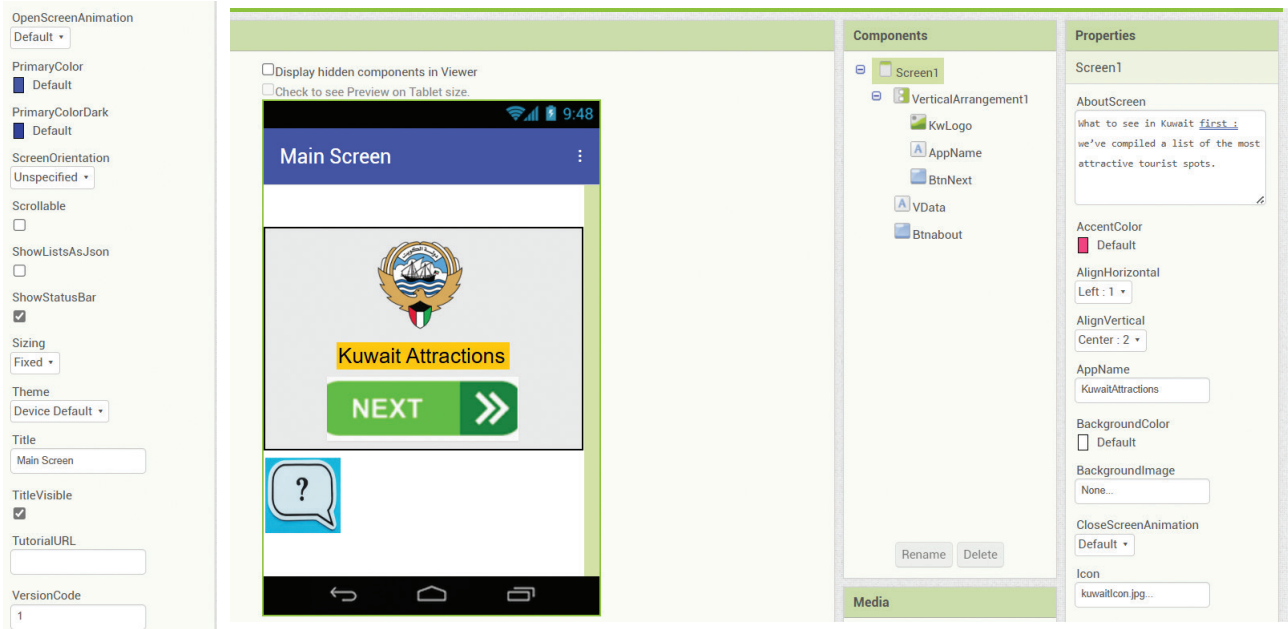 OpenScreenAnimation
Default
PrimaryColor
Default
PrimaryColorDark
Default
ScreenOrientation
Unspecified
Scrollable
ShowListsAsJson
ShowStatusBar
Sizing
Fixed
Theme
Device Default
Title
Main Screen
TitleVisible
TutorialURL
VersionCode
1
Display hidden components in Viewer
Check to see Preview on Tablet size.
9:48
Main Screen
Kuwait Attractions
NEXT
?
Components
Screen1
VerticalArrangement1
KwLogo
A AppName
BtnNext
A VData
Btnabout
Rename Delete
Media
Properties
Screen1
AboutScreen
What to see in Kuwait first :
we've compiled a list of the most
attractive tourist spots.
AccentColor
Default
AlignHorizontal
Left : 1
AlignVertical
Center : 2
AppName
KuwaitAttractions
BackgroundColor
Default
BackgroundImage
None...
CloseScreenAnimation
Default
Icon
kuwaitIcon.jpg...